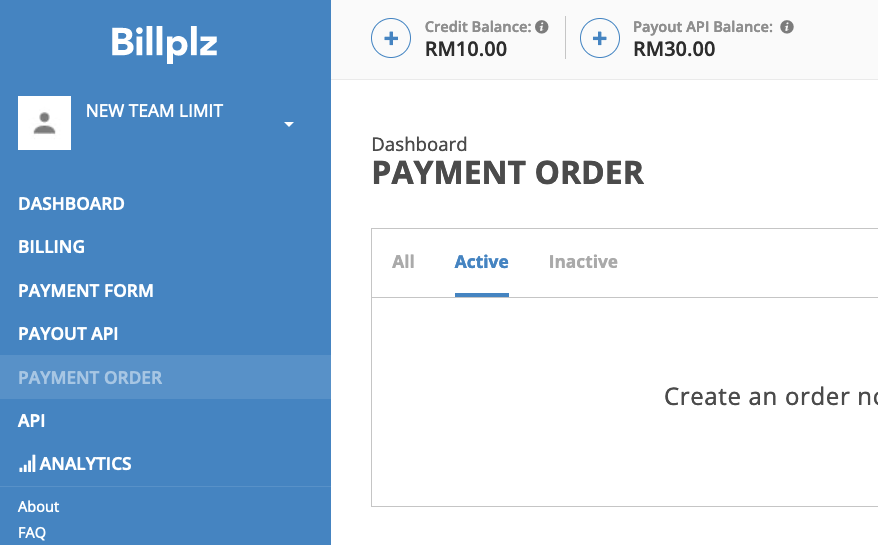 Billplz
NEW TEAM LIMIT
DASHBOARD
BILLING
PAYMENT FORM
PAYOUT API
PAYMENT ORDER
API
ANALYTICS
About
FAQ
Credit Balance:
RM10.00
Payout API Balance:
RM30.00
Dashboard
PAYMENT ORDER
All Active Inactive
Create an order